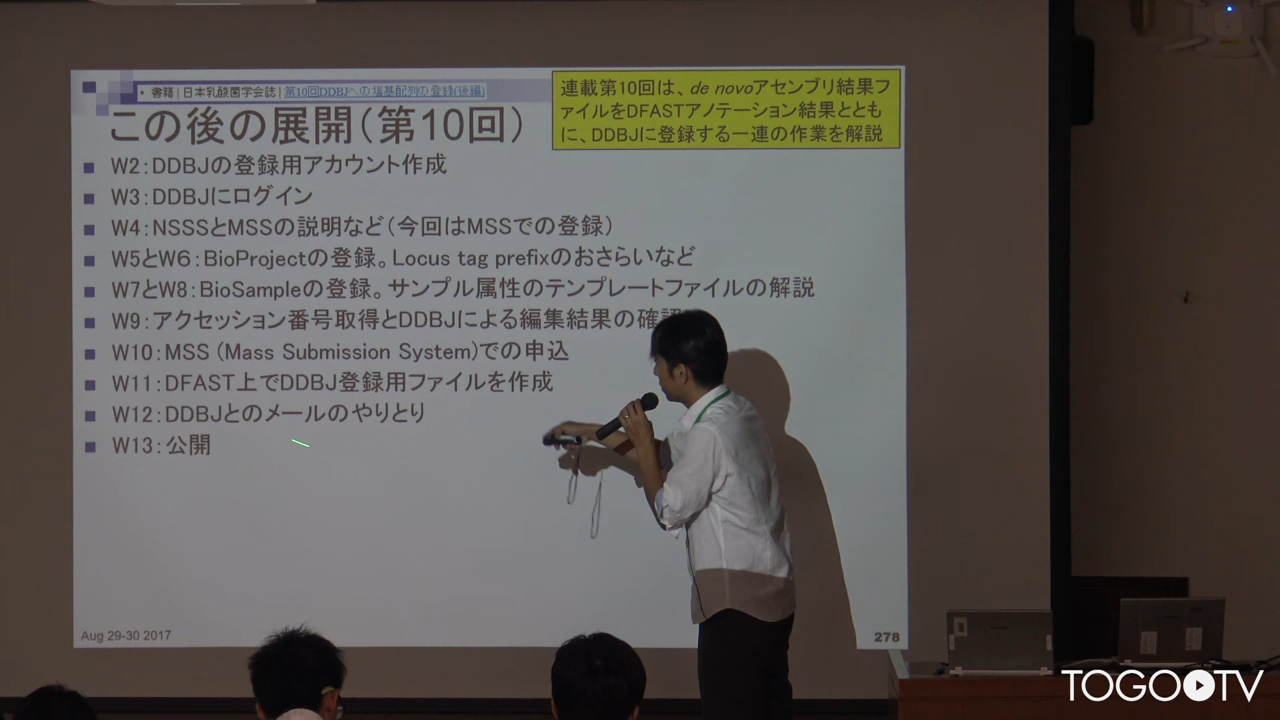 • 書籍 | 日本乳酸菌学会誌 | 第10回DDBJへの塩基配列の登録(後編)
この後の展開(第10回)
連載第10回は、de novoアセンブリ結果フ
ァイルをDFASTアノテーション結果ととも
に、DDBJに登録する一連の作業を解説
W2:DDBJの登録用アカウント作成
W3:DDBJにログイン
W4:NSSSとMSSの説明など(今回はMSSでの登録)
W5とW6:BioProjectの登録。Locus tag prefixのおさらいなど
W7とW8:BioSampleの登録。サンプル属性のテンプレートファイルの解説
W9:アクセッション番号取得とDDBJによる編集結果の確認
W10:MSS (Mass Submission System)での申込
W11:DFAST上でDDBJ登録用ファイルを作成
W12:DDBJとのメールのやりとり
W13:公開
Aug 29-30 2017
278
TOGOTV